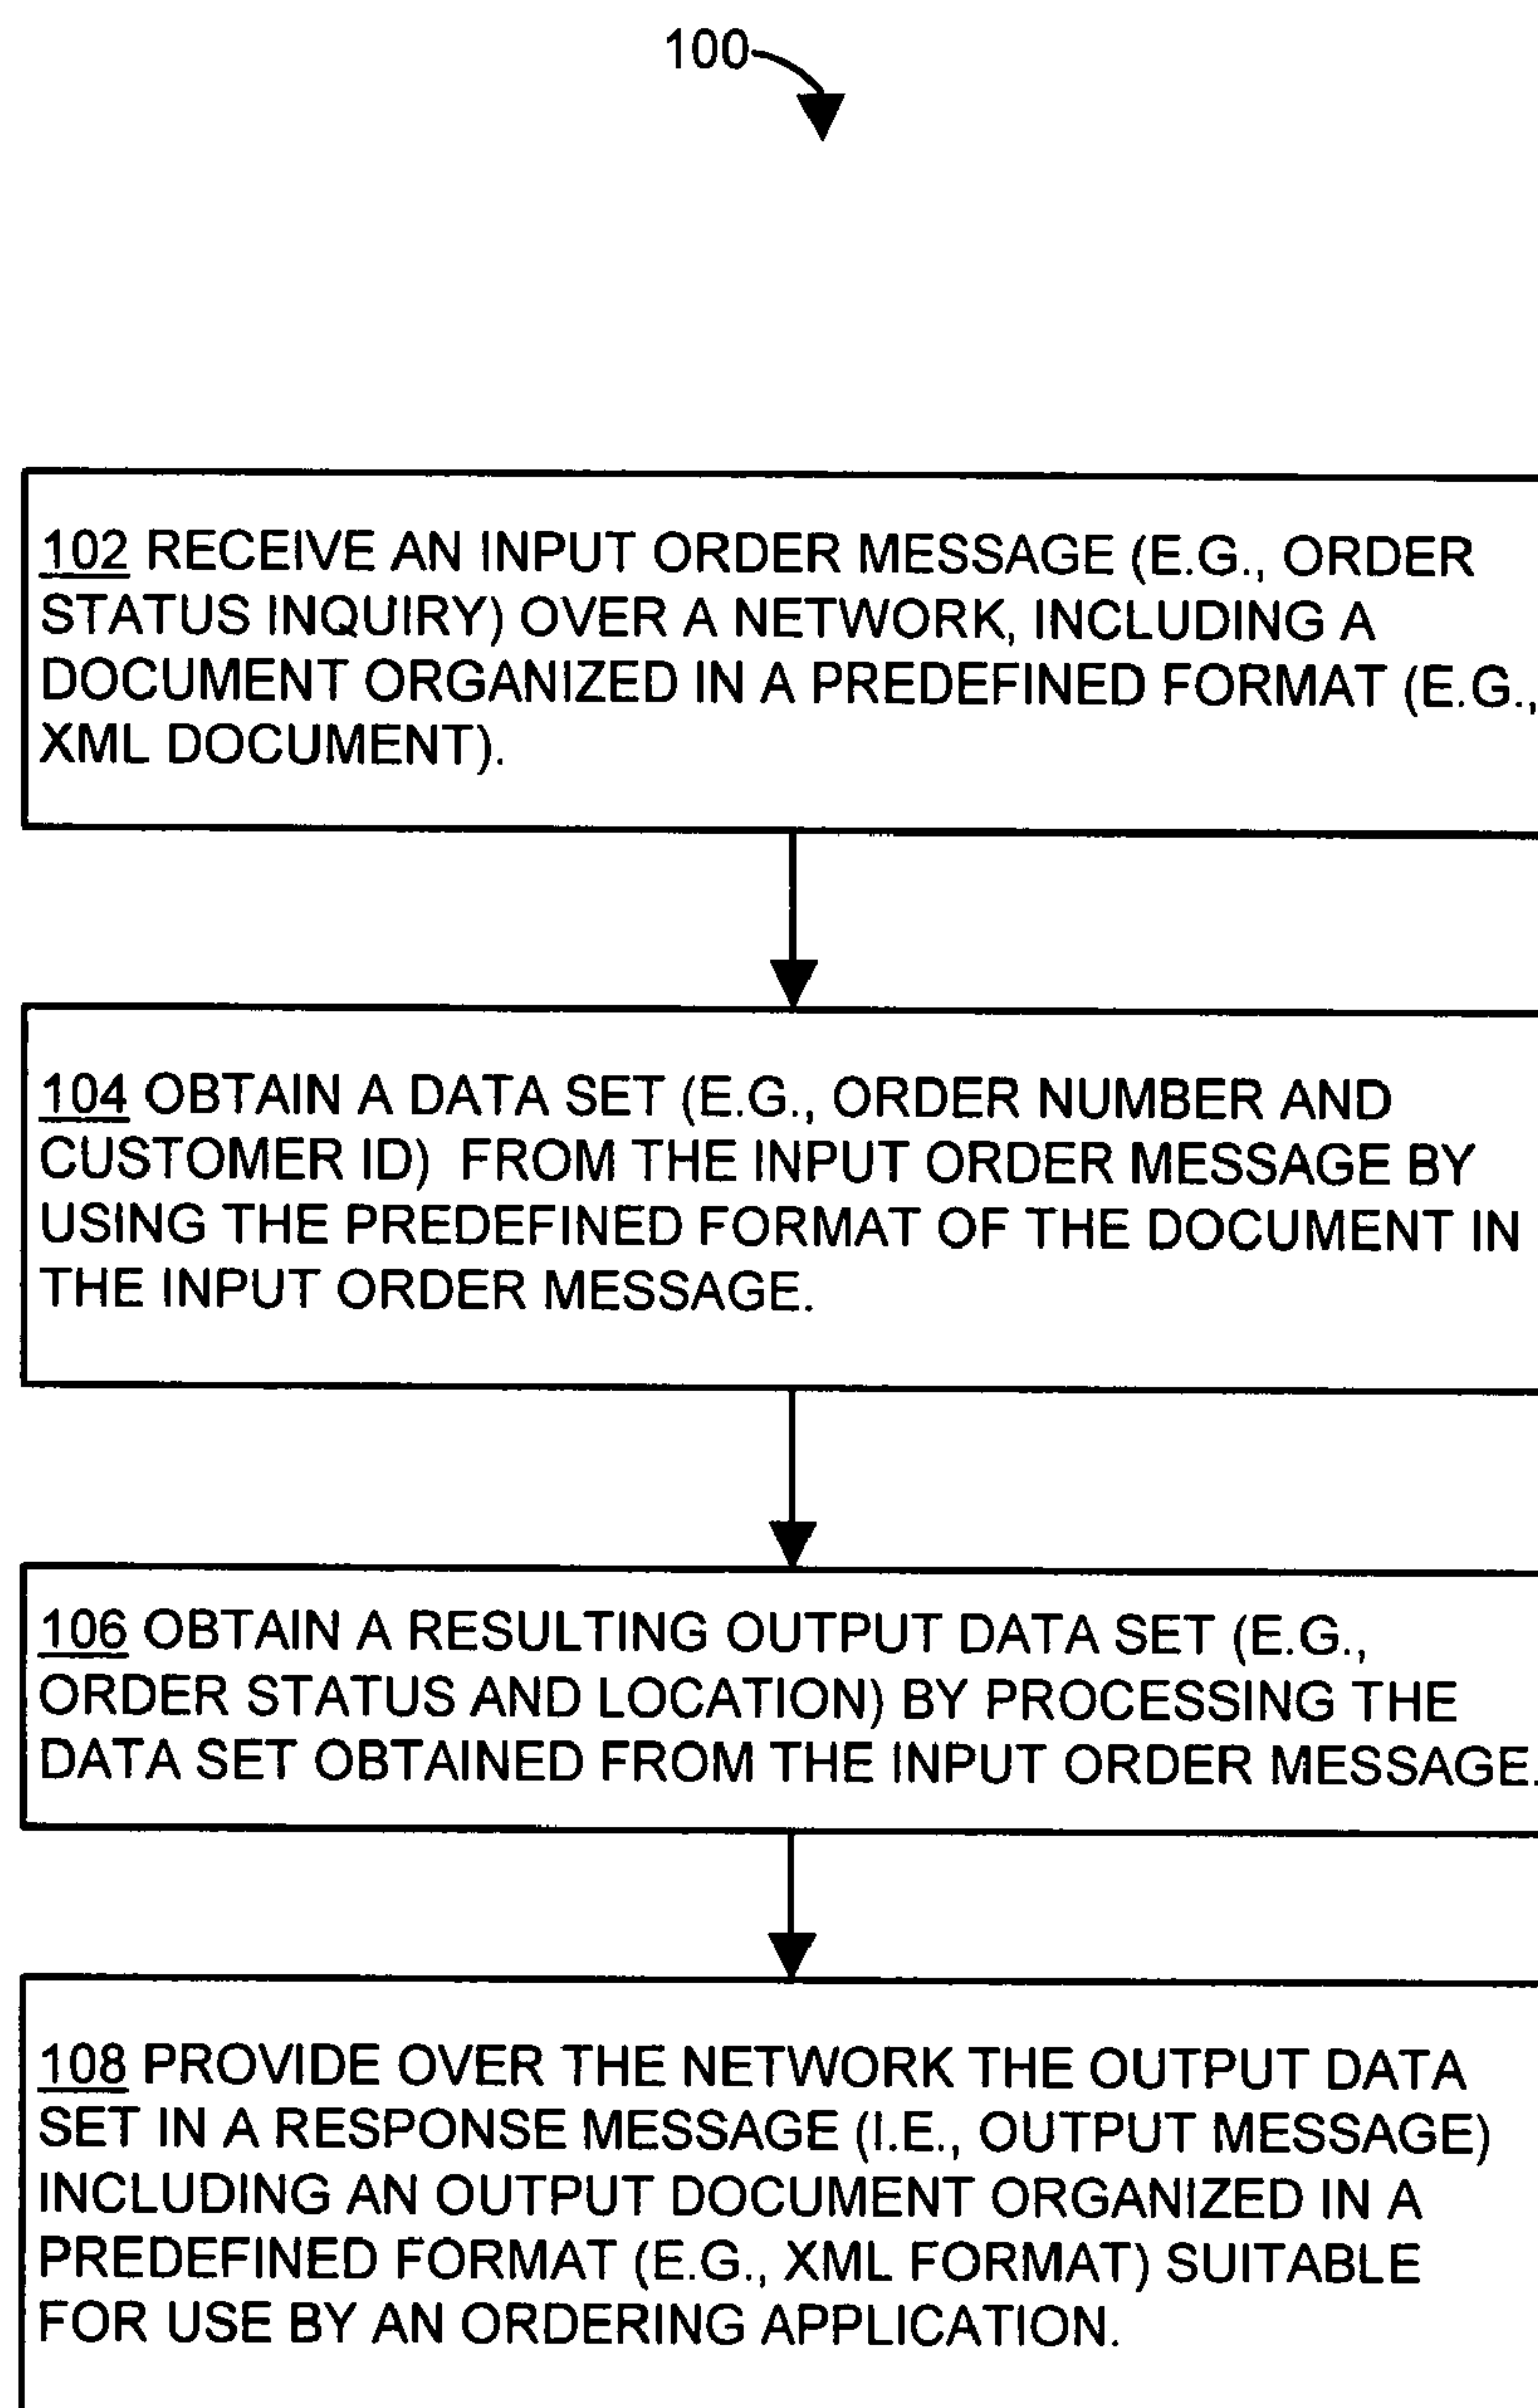 100
102 RECEIVE AN INPUT ORDER MESSAGE (E.G., ORDER
STATUS INQUIRY) OVER A NETWORK, INCLUDING A
DOCUMENT ORGANIZED IN A PREDEFINED FORMAT (E.G.,
XML DOCUMENT).
104 OBTAIN A DATA SET (E.G., ORDER NUMBER AND
CUSTOMER ID) FROM THE INPUT ORDER MESSAGE BY
USING THE PREDEFINED FORMAT OF THE DOCUMENT IN
THE INPUT ORDER MESSAGE.
106 OBTAIN A RESULTING OUTPUT DATA SET (E.G.,
ORDER STATUS AND LOCATION) BY PROCESSING THE
DATA SET OBTAINED FROM THE INPUT ORDER MESSAGE.
108 PROVIDE OVER THE NETWORK THE OUTPUT DATA
SET IN A RESPONSE MESSAGE (I.E., OUTPUT MESSAGE)
INCLUDING AN OUTPUT DOCUMENT ORGANIZED IN A
PREDEFINED FORMAT (E.G., XML FORMAT) SUITABLE
FOR USE BY AN ORDERING APPLICATION.